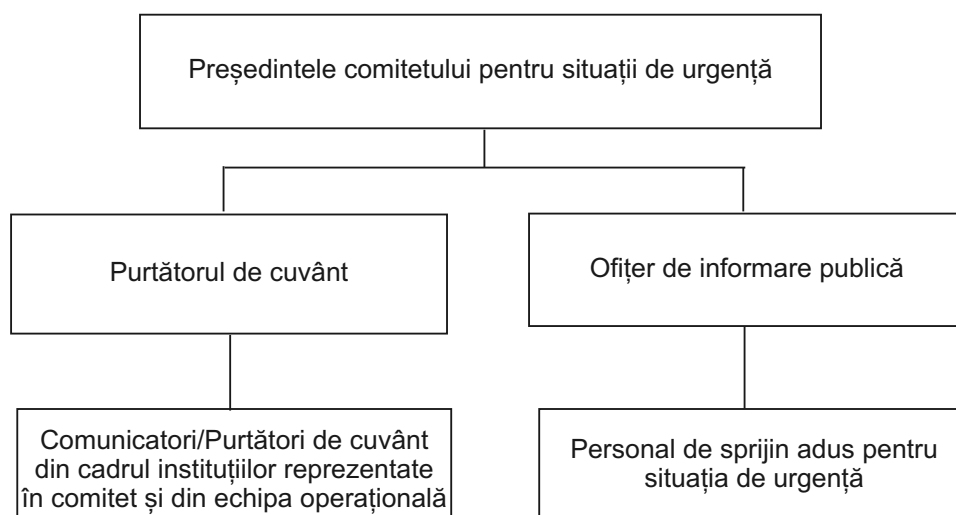 Președintele comitetului pentru situații de urgență
Purtătorul de cuvânt
Ofițer de informare publică
Comunicatori/Purtători de cuvânt
din cadrul instituțiilor reprezentate
în comitet și din echipa operațională
Personal de sprijin adus pentru
situația de urgență